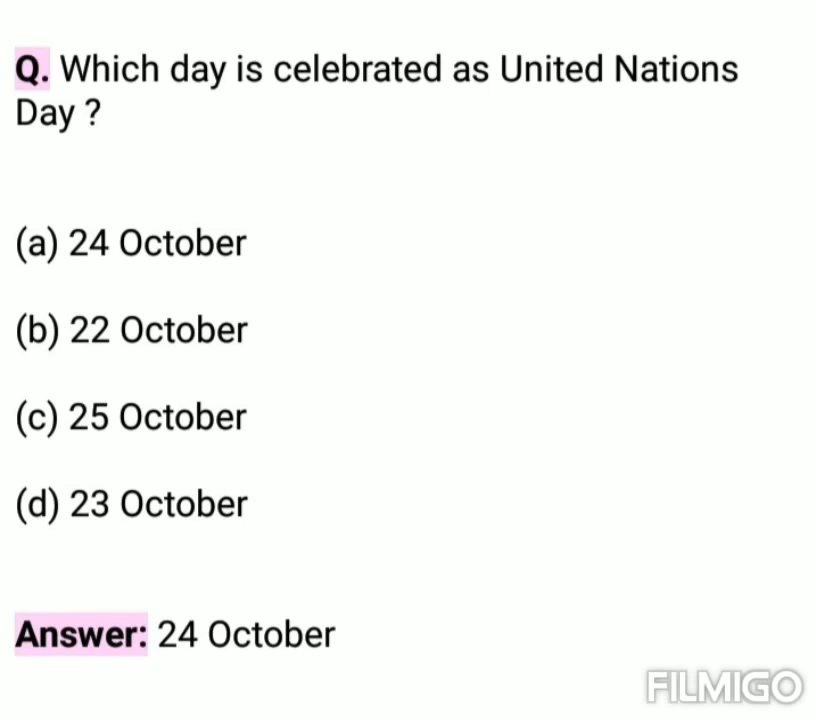 Q. Which day is celebrated as United Nations
Day ?
(a) 24 October
(b) 22 October
(c) 25 October
(d) 23 October
Answer: 24 October
FILMIGO